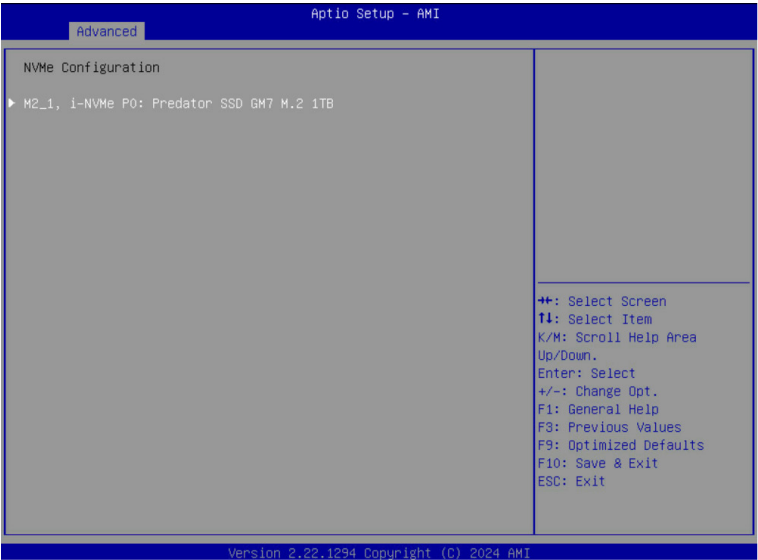 Aptio Setup - AMI
Advanced
NVMe Configuration
M2_1, i-NVMe P0: Predator SSD GM7 M.2 1TB
→←: Select Screen
↑↓: Select Item
K/M: Scroll Help Area
Up/Down.
Enter: Select
+/-: Change Opt.
F1: General Help
F3: Previous Values
F9: Optimized Defaults
F10: Save & Exit
ESC: Exit
Version 2.22.1294 Copyright (C) 2024 AMI